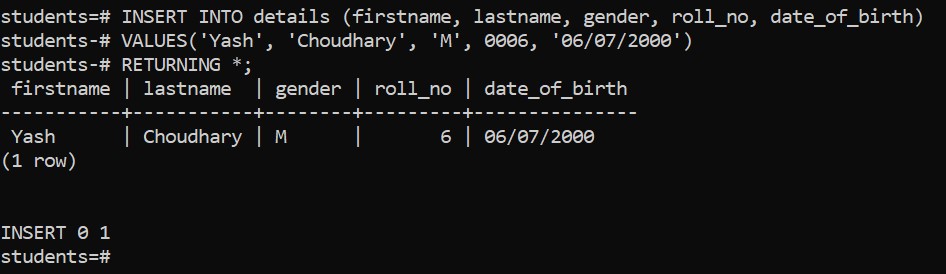 students=# INSERT INTO details (firstname, lastname, gender, roll_no, date_of_birth)
students-# VALUES('Yash', 'Choudhary', 'M', 0006, '06/07/2000')
students-# RETURNING *;
 firstname | lastname  | gender | roll_no | date_of_birth
-----------+-----------+--------+---------+---------------
 Yash      | Choudhary | M      |       6 | 06/07/2000
(1 row)


INSERT 0 1
students=#